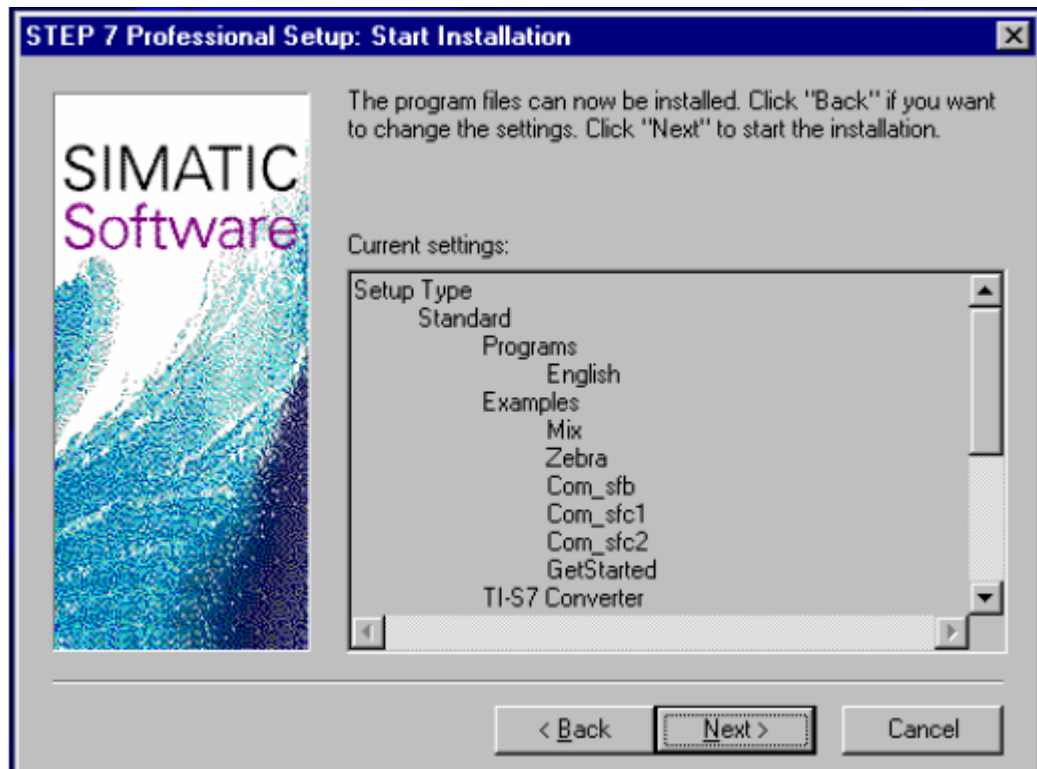 STEP 7 Professional Setup: Start Installation
SIMATIC
Software
The program files can now be installed. Click "Back" if you want
to change the settings. Click "Next" to start the installation.
Current settings:
Setup Type
Standard
Programs
English
Examples
Mix
Zebra
Com_sfb
Com_sfc1
Com_sfc2
GetStarted
TI-S7 Converter
< Back
Next >
Cancel